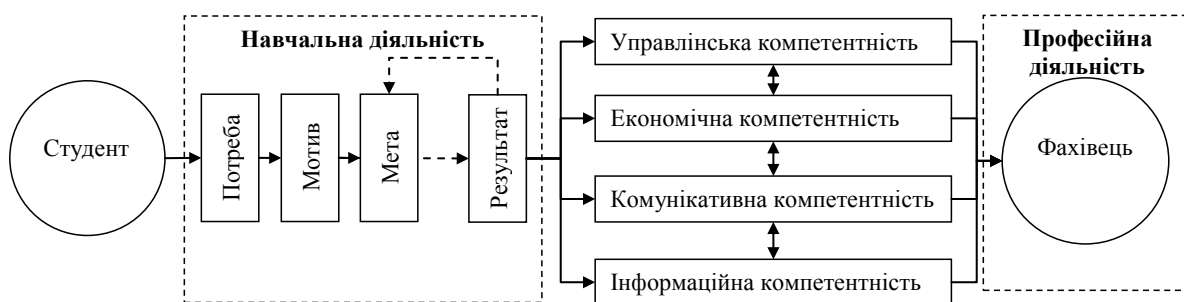 Навчальна діяльність
Студент
Потреба
Мотив
Мета
Результат
Управлінська компетентність
Економічна компетентність
Комунікативна компетентність
Інформаційна компетентність
Професійна
діяльність
Фахівець